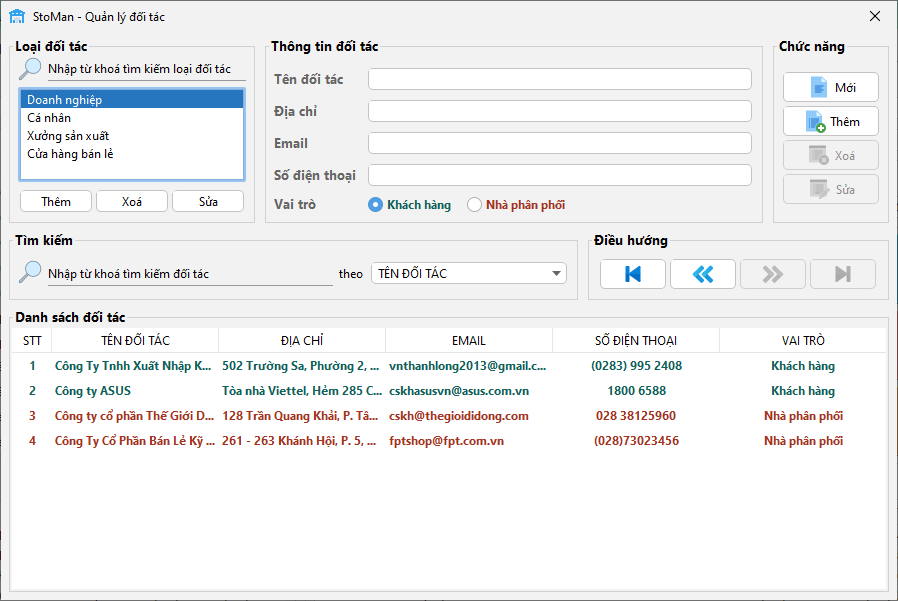 StoMan - Quản lý đối tác
Loại đối tác
Nhập từ khoá tìm kiếm loại đối tác
Doanh nghiệp
Cá nhân
Xưởng sản xuất
Cửa hàng bán lẻ
Thêm Xoá Sửa
Thông tin đối tác
Tên đối tác
Địa chỉ
Email
Số điện thoại
Vai trò Khách hàng Nhà phân phối
Chức năng
Mới
Thêm
Xoá
Sửa
Tìm kiếm
Nhập từ khoá tìm kiếm đối tác theo TÊN ĐỐI TÁC
Điều hướng
Danh sách đối tác
STT TÊN ĐỐI TÁC ĐỊA CHỈ EMAIL SỐ ĐIỆN THOẠI VAI TRÒ
1 Công Ty Tnhh Xuất Nhập K... 502 Trường Sa, Phường 2, ... vnthanhlong2013@gmail.c... (0283) 995 2408 Khách hàng
2 Công ty ASUS Tòa nhà Viettel, Hẻm 285 C... cskhasusvn@asus.com.vn 1800 6588 Khách hàng
3 Công ty cổ phần Thế Giới D... 128 Trần Quang Khải, P. Tâ... cskh@thegioididong.com 028 38125960 Nhà phân phối
4 Công Ty Cổ Phần Bán Lẻ Kỹ ... 261 - 263 Khánh Hội, P. 5, ... fptshop@fpt.com.vn (028)73023456 Nhà phân phối